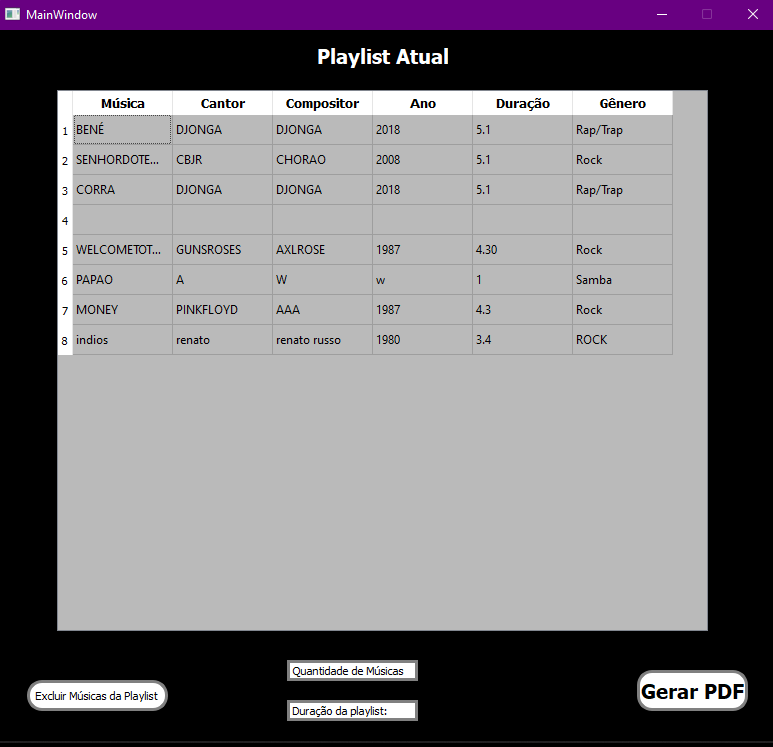 MainWindow
Playlist Atual
Música Cantor Compositor Ano Duração Gênero
1 BENÉ DJONGA DJONGA 2018 5.1 Rap/Trap
2 SENHORDOTE... CBJR CHORAO 2008 5.1 Rock
3 CORRA DJONGA DJONGA 2018 5.1 Rap/Trap
4
5 WELCOMETOT... GUNSROSES AXLROSE 1987 4.30 Rock
6 PAPAO A W w 1 Samba
7 MONEY PINKFLOYD AAA 1987 4.3 Rock
8 indios renato renato russo 1980 3.4 ROCK
Quantidade de Músicas
Excluir Músicas da Playlist
Gerar PDF
Duração da playlist: